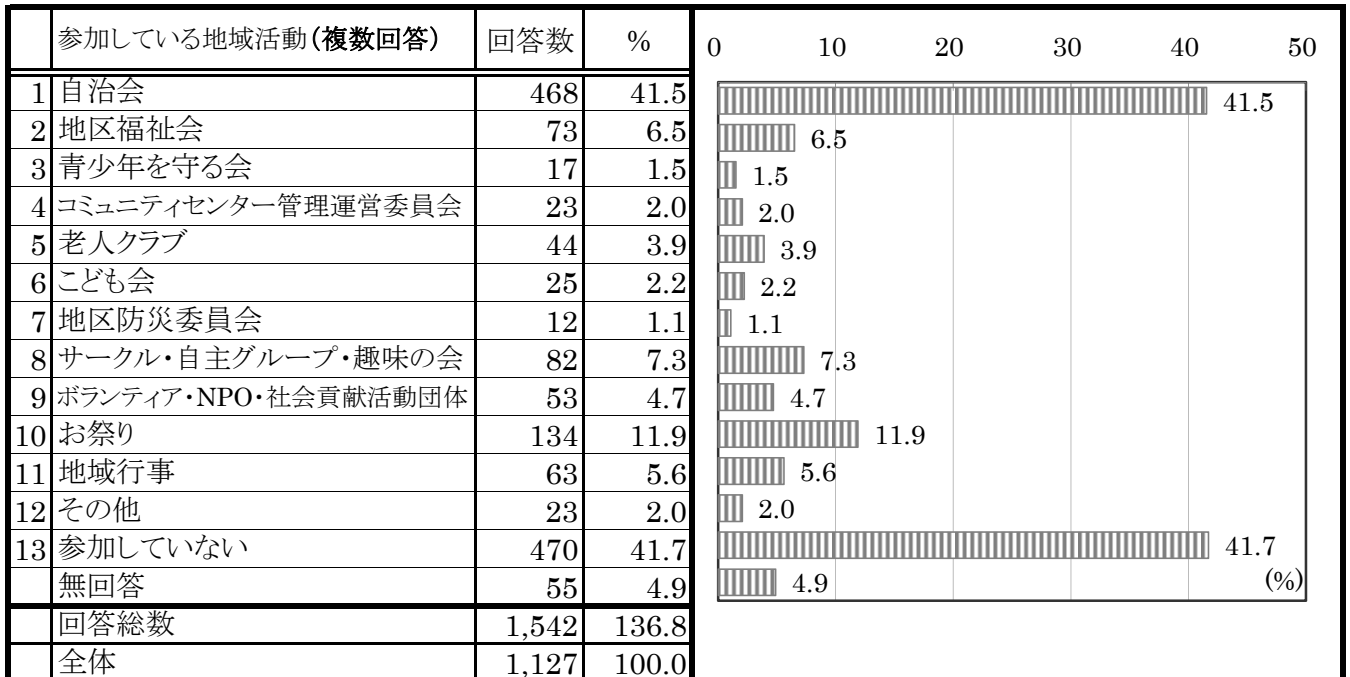 参加している地域活動(複数回答) 回答数 % 0 10 20 30 40 50
1 自治会 468 41.5 41.5
2 地区福祉会 73 6.5 6.5
3 青少年を守る会 17 1.5 1.5
4 コミュニティセンター管理運営委員会 23 2.0 2.0
5 老人クラブ 44 3.9 3.9
6 こども会 25 2.2 2.2
7 地区防災委員会 12 1.1 1.1
8 サークル・自主グループ・趣味の会 82 7.3 7.3
9 ボランティア・NPO・社会貢献活動団体 53 4.7 4.7
10 お祭り 134 11.9 11.9
11 地域行事 63 5.6 5.6
12 その他 23 2.0 2.0
13 参加していない 470 41.7 41.7
無回答 55 4.9 4.9 (%)
回答総数 1,542 136.8
全体 1,127 100.0